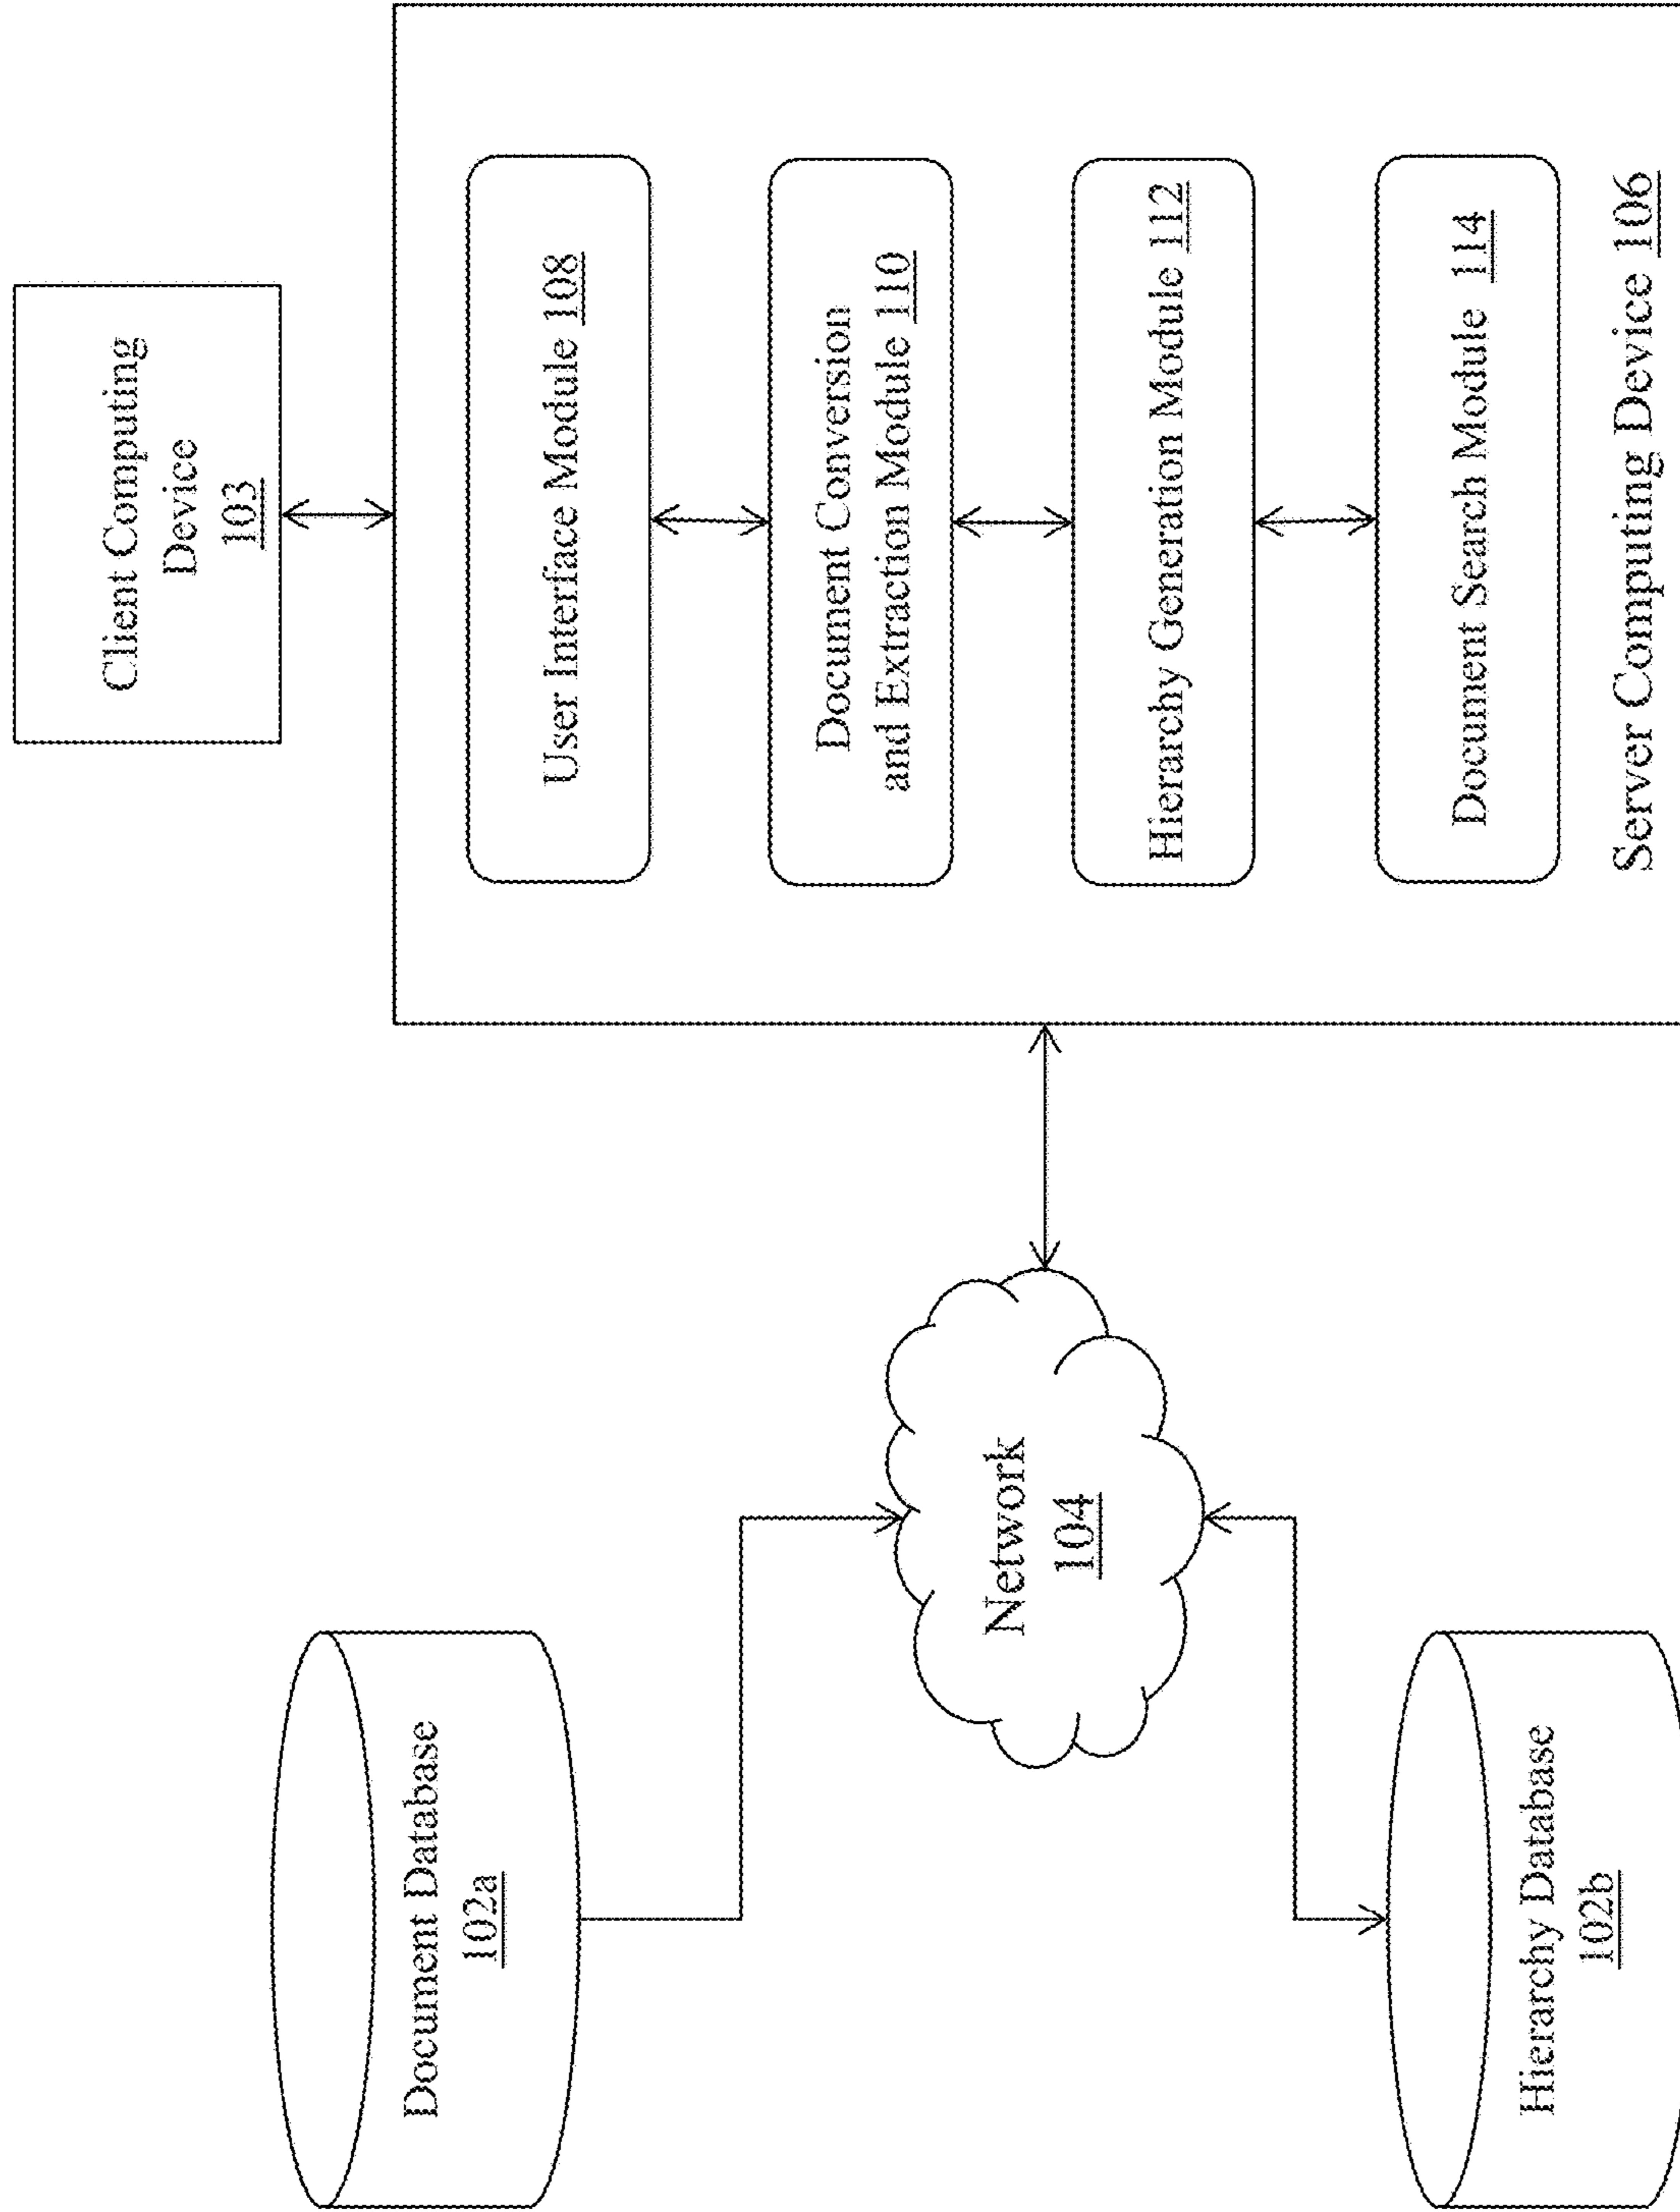 Client Computing
Device
103
Document Database
102a
User Interface Module 108
Document Conversion
and Extraction Module 110
Network
104
Hierarchy Generation Module 112
Hierarchy Database
102b
Document Search Module 114
Server Computing Device 106